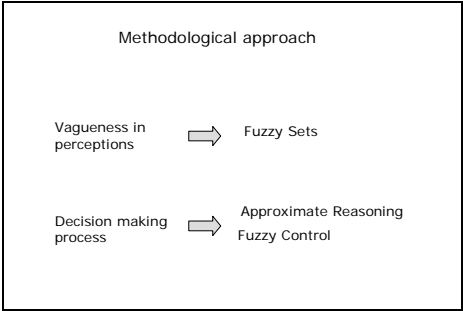 Methodological approach
Vagueness in
perceptions
Fuzzy Sets
Decision making
process
Approximate Reasoning
Fuzzy Control